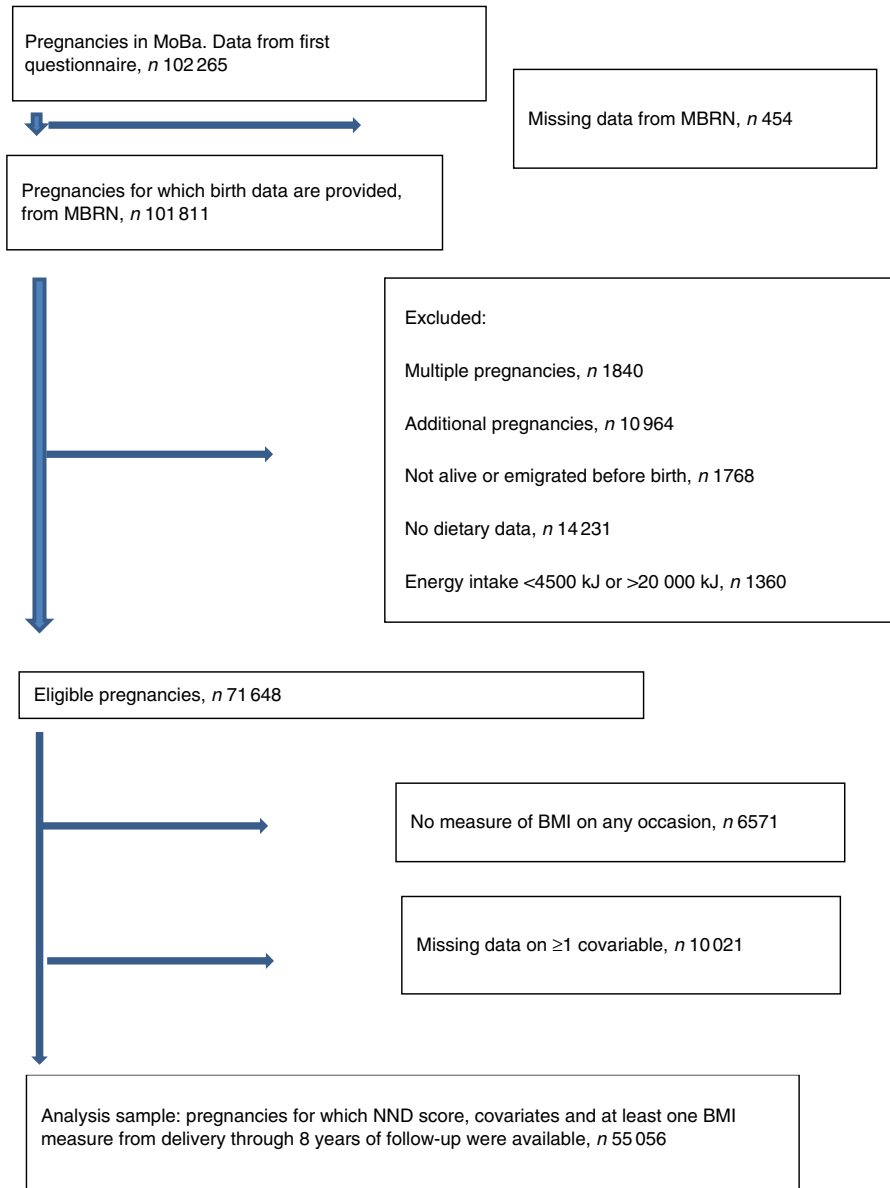 Pregnancies in MoBa. Data from first
questionnaire, n 102 265
Missing data from MBRN, n 454
Pregnancies for which birth data are provided,
from MBRN, n 101 811
Excluded:
Multiple pregnancies, n 1840
Additional pregnancies, n 10 964
Not alive or emigrated before birth, n 1768
No dietary data, n 14 231
Energy intake <4500 kJ or >20 000 kJ, n 1360
Eligible pregnancies, n 71 648
No measure of BMI on any occasion, n 6571
Missing data on ≥1 covariable, n 10 021
Analysis sample: pregnancies for which NND score, covariates and at least one BMI
measure from delivery through 8 years of follow-up were available, n 55 056